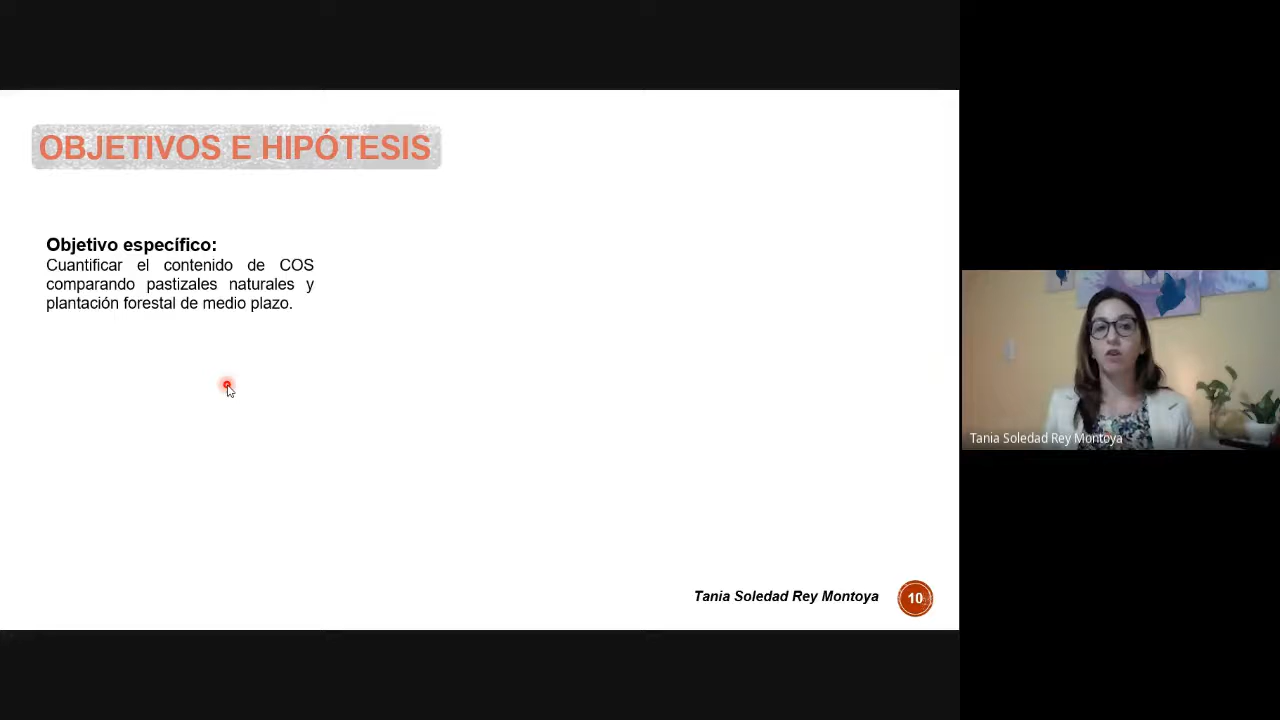 OBJETIVOS E HIPÓTESIS
Objetivo específico:
Cuantificar el contenido de COS
comparando pastizales naturales y
plantación forestal de medio plazo.
Tania Soledad Rey Montoya
Tania Soledad Rey Montoya
10